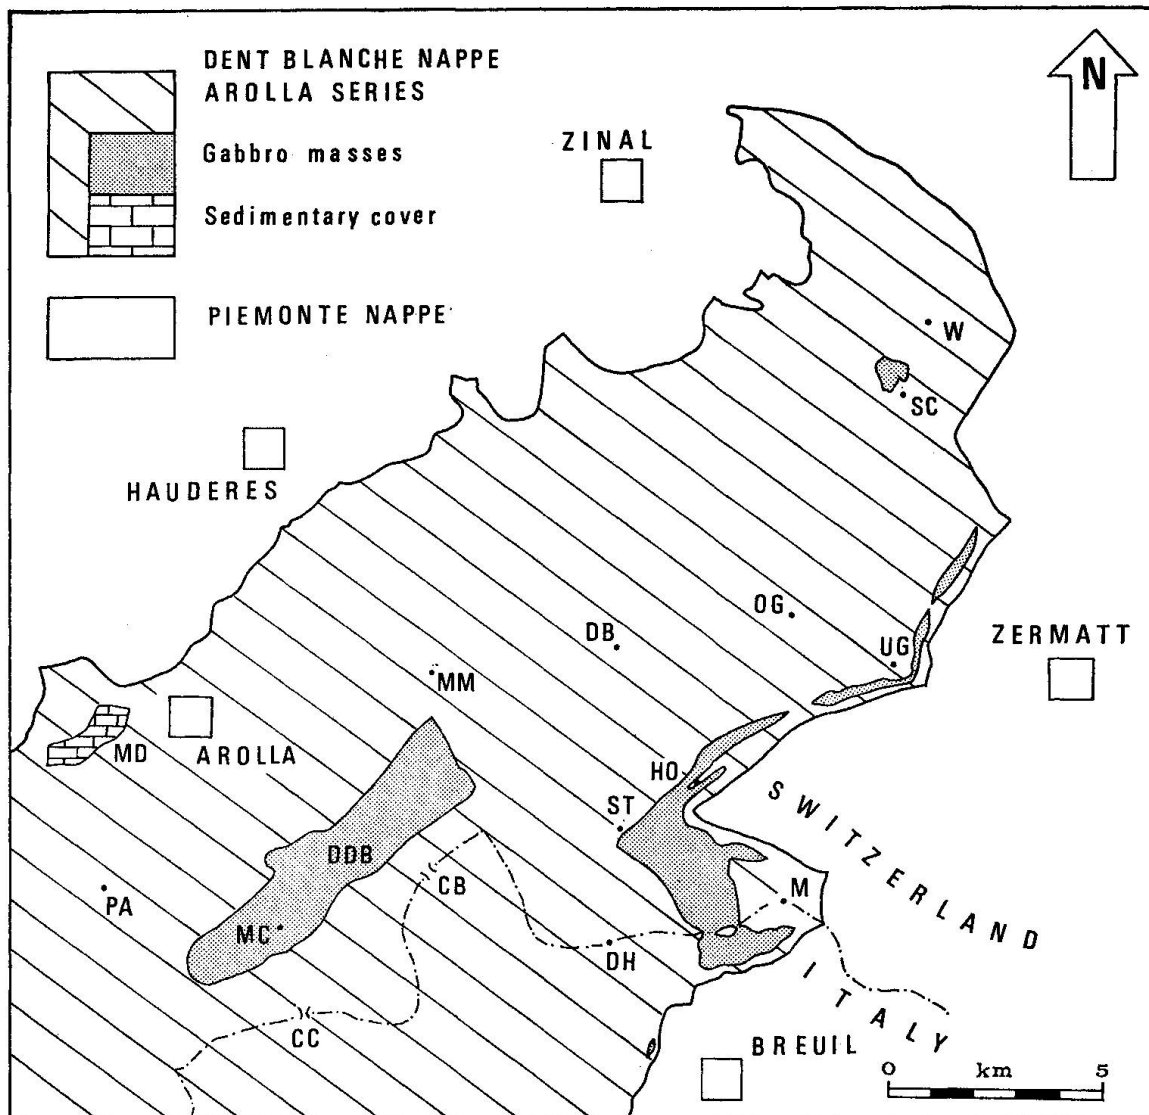 DENT BLANCHE NAPPE
AROLLA SERIES
Gabbro masses
Sedimentary cover
PIEMONTE NAPPE
N
ZINAL
W
SC
HAUDERES
OG
DB
UG
ZERMATT
MM
MD
AROLLA
HO
ST
SWITZERLAND
DDB
CB
M
PA
MC
DH
ITALY
CC
BREUIL
0 km 5